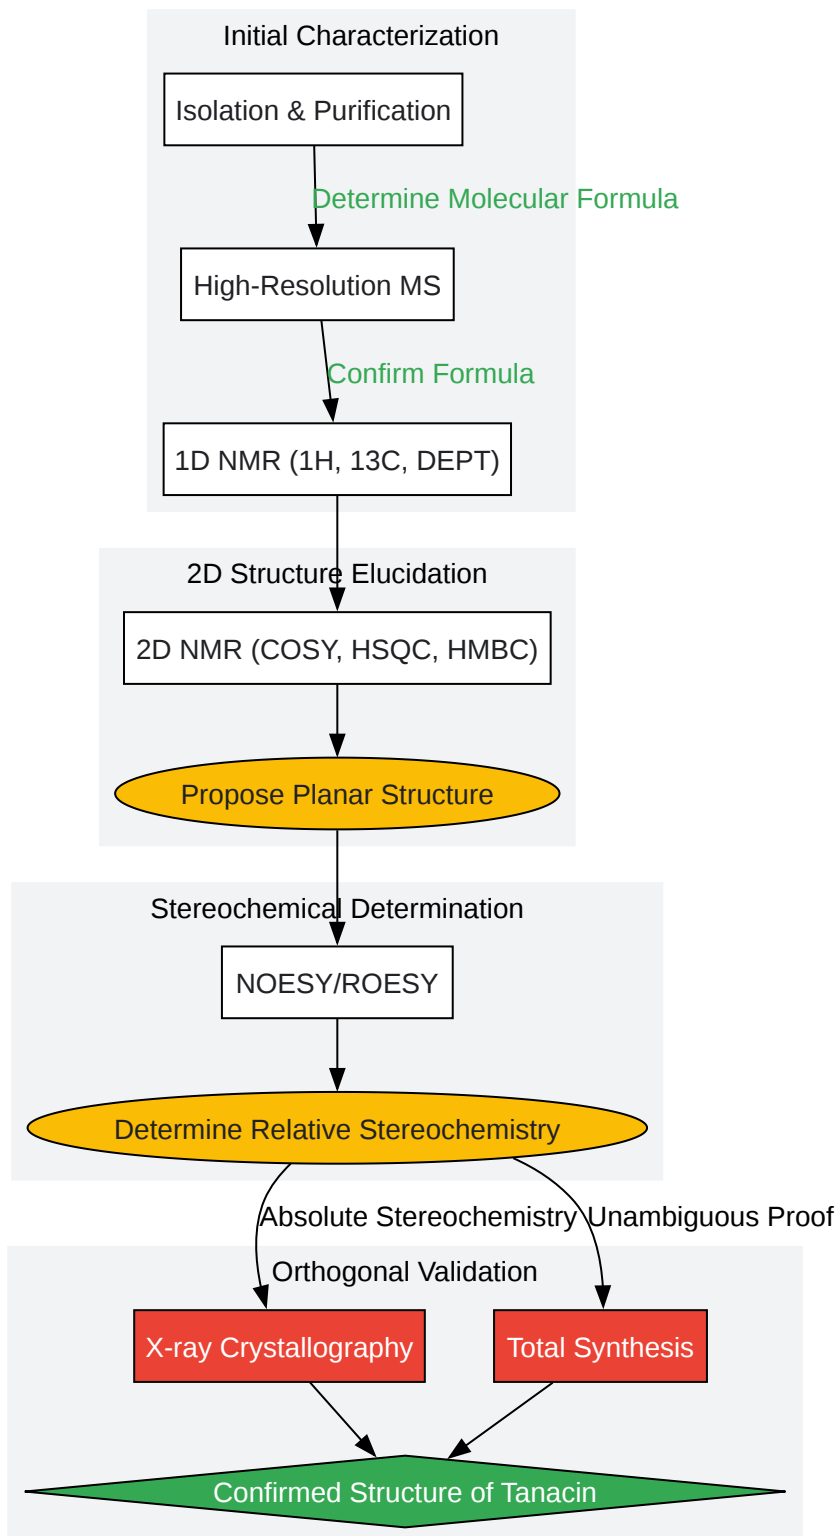 Initial Characterization
Isolation & Purification
Determine Molecular Formula
High-Resolution MS
Confirm Formula
1D NMR (1H, 13C, DEPT)
2D Structure Elucidation
2D NMR (COSY, HSQC, HMBC)
Propose Planar Structure
Stereochemical Determination
NOESY/ROESY
Determine Relative Stereochemistry
Absolute Stereochemistry
Unambiguous Proof
Orthogonal Validation
X-ray Crystallography
Total Synthesis
Confirmed Structure of Tanacin